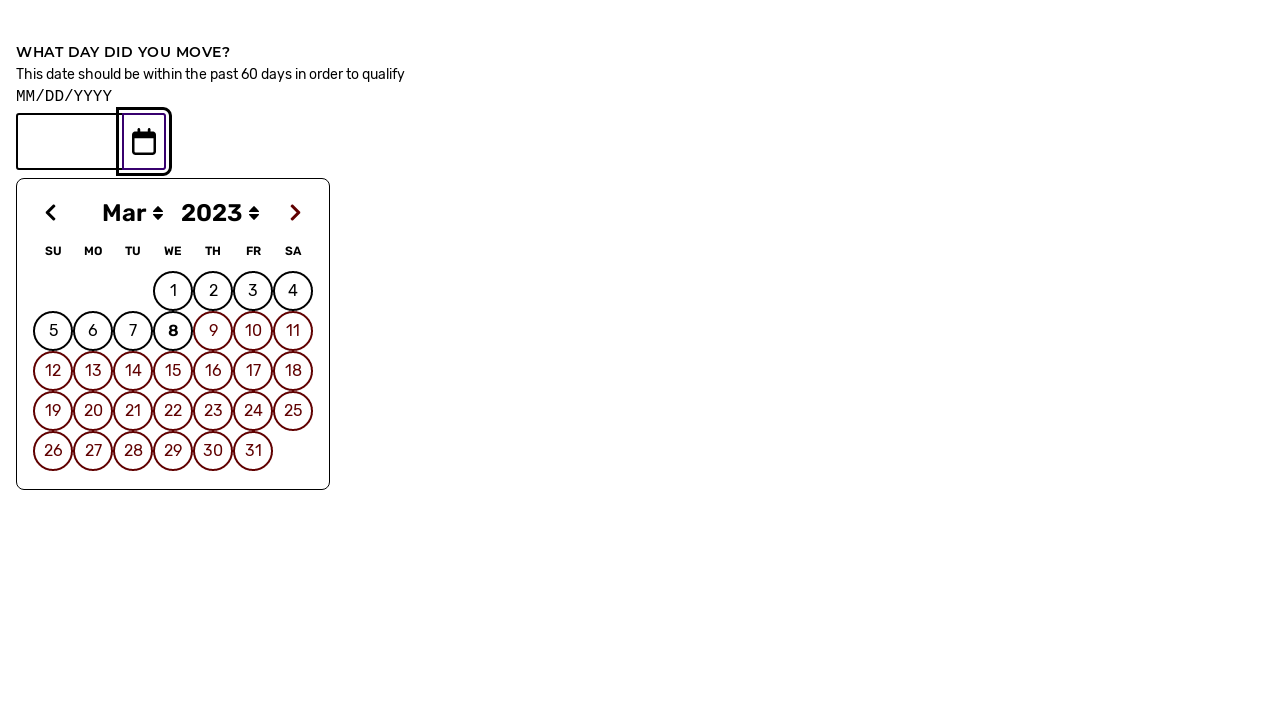 WHAT DAY DID YOU MOVE?
This date should be within the past 60 days in order to qualify
MM/DD/YYYY
Mar 2023
SU MO TU WE TH FR SA
1 2 3 4
5 6 7 8 9 10 11
12 13 14 15 16 17 18
19 20 21 22 23 24 25
26 27 28 29 30 31